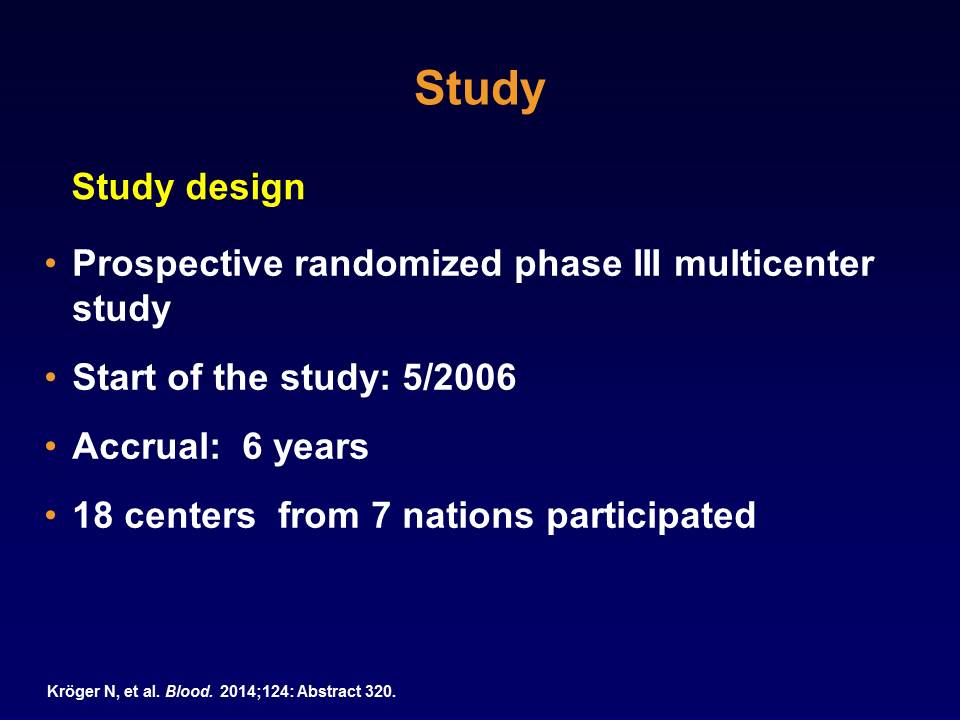 Study
Study design
• Prospective randomized phase III multicenter
study
• Start of the study: 5/2006
• Accrual:  6 years
• 18 centers  from 7 nations participated
Kröger N, et al. Blood. 2014;124: Abstract 320.